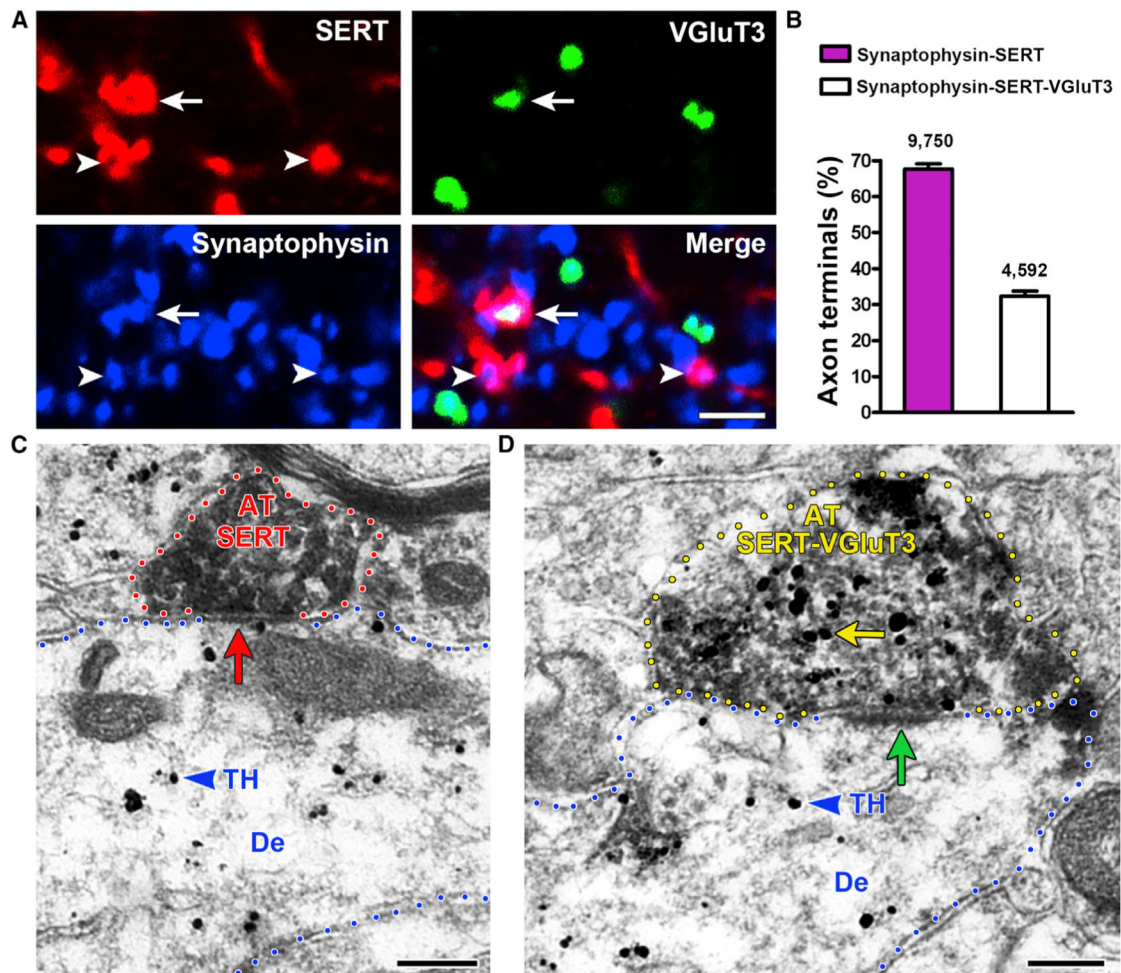 A
SERT
VGluT3
Synaptophysin
Merge
B
Synaptophysin-SERT
Synaptophysin-SERT-VGluT3
9,750
4,592
Axon terminals (%)
70
60
50
40
30
20
10
0
C
AT
SERT
TH
De
D
AT
SERT-VGluT3
TH
De